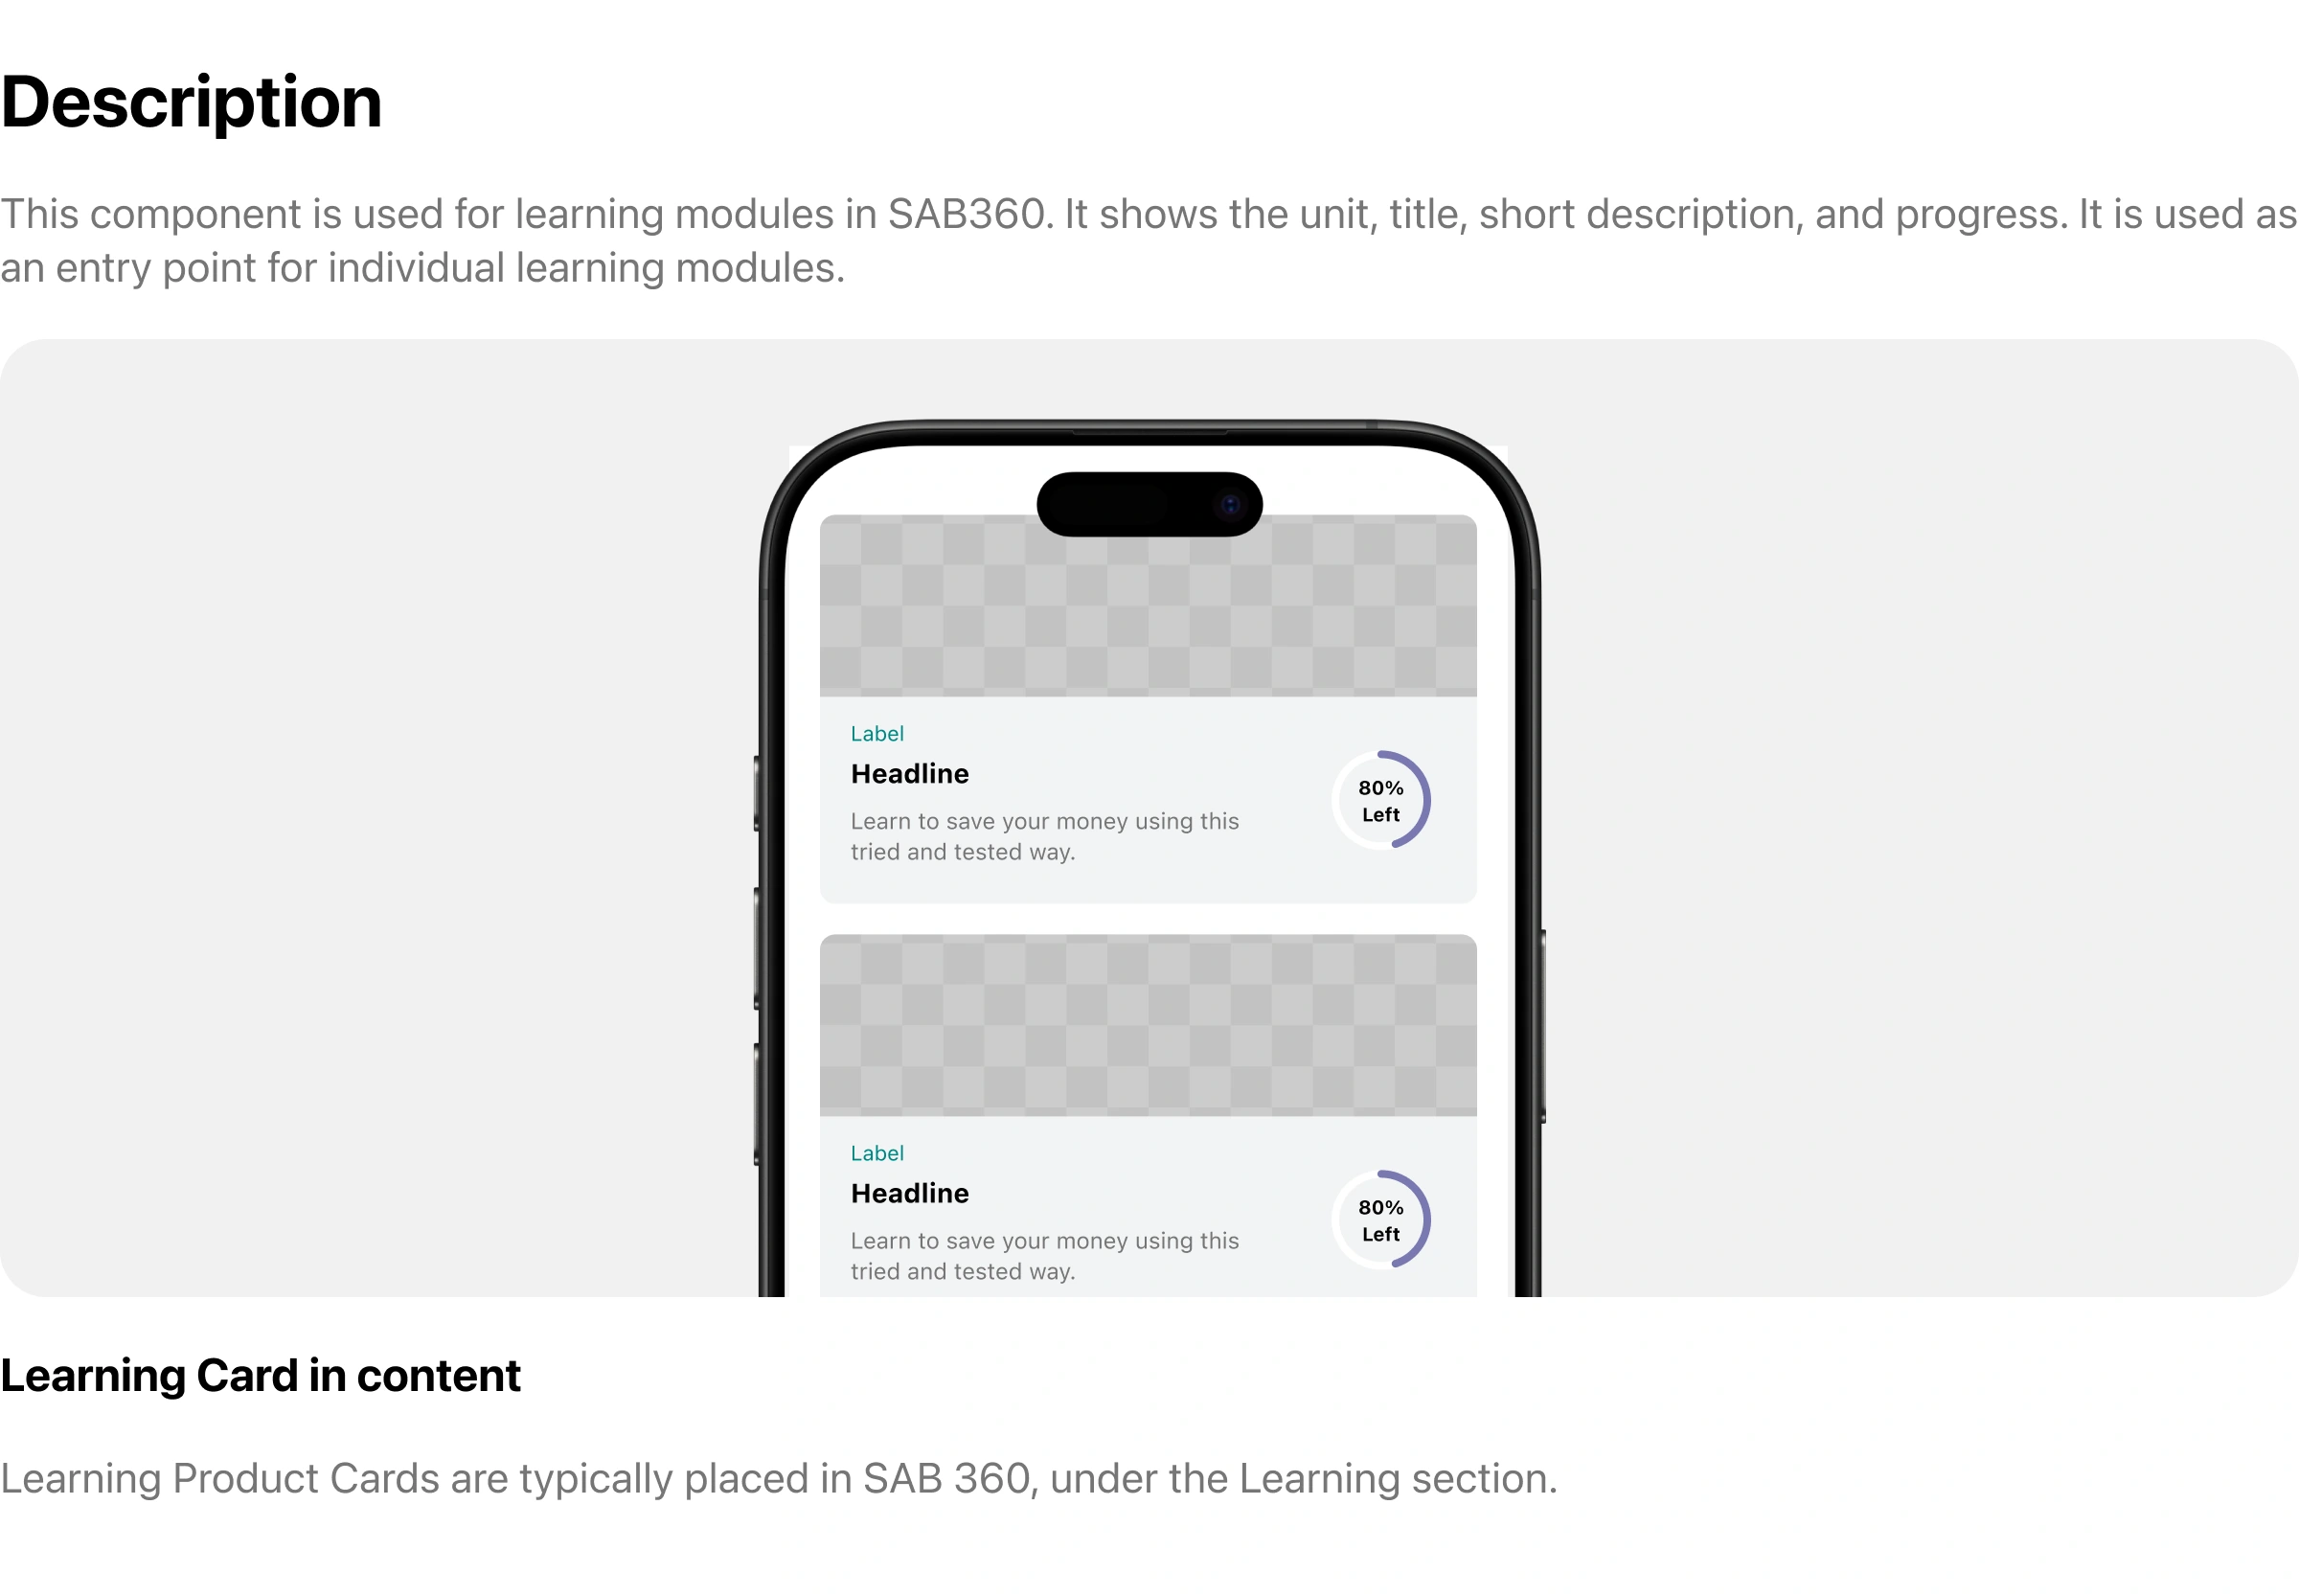 Description
This component is used for learning modules in SAB360. It shows the unit, title, short description, and progress. It is used as
an entry point for individual learning modules.
Label
Headline
Learn to save your money using this
tried and tested way.
80%
Left
Label
Headline
Learn to save your money using this
tried and tested way.
80%
Left
Learning Card in content
Learning Product Cards are typically placed in SAB 360, under the Learning section.